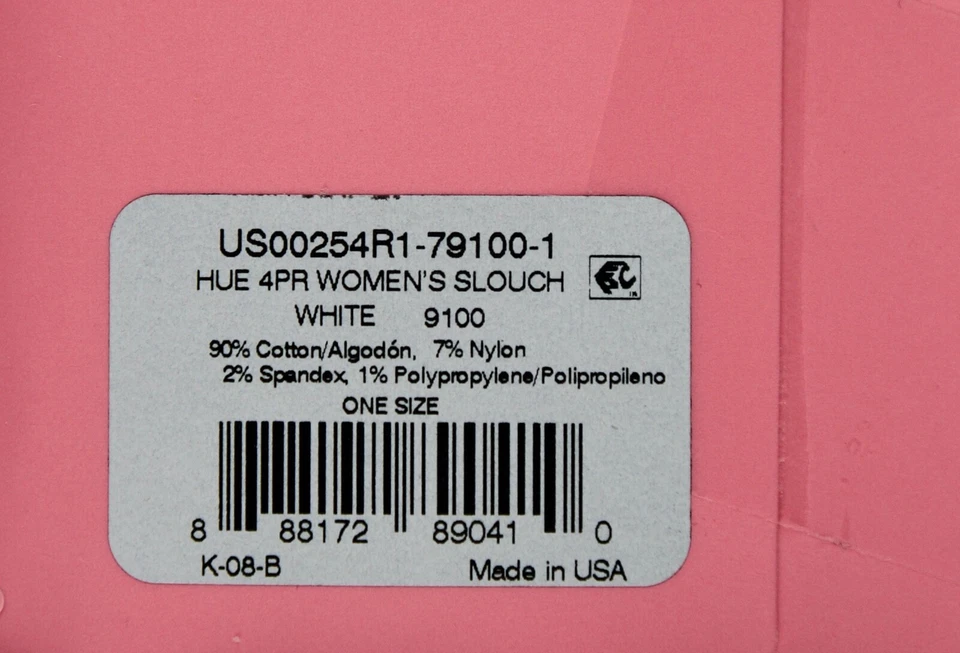 US00254R1-79100-1
HUE 4PR WOMEN'S SLOUCH
WHITE 9100
90% Cotton/Algodón, 7% Nylon
2% Spandex, 1% Polypropylene/Polipropileno
ONE SIZE
8 88172 89041 0
K-08-B Made in USA